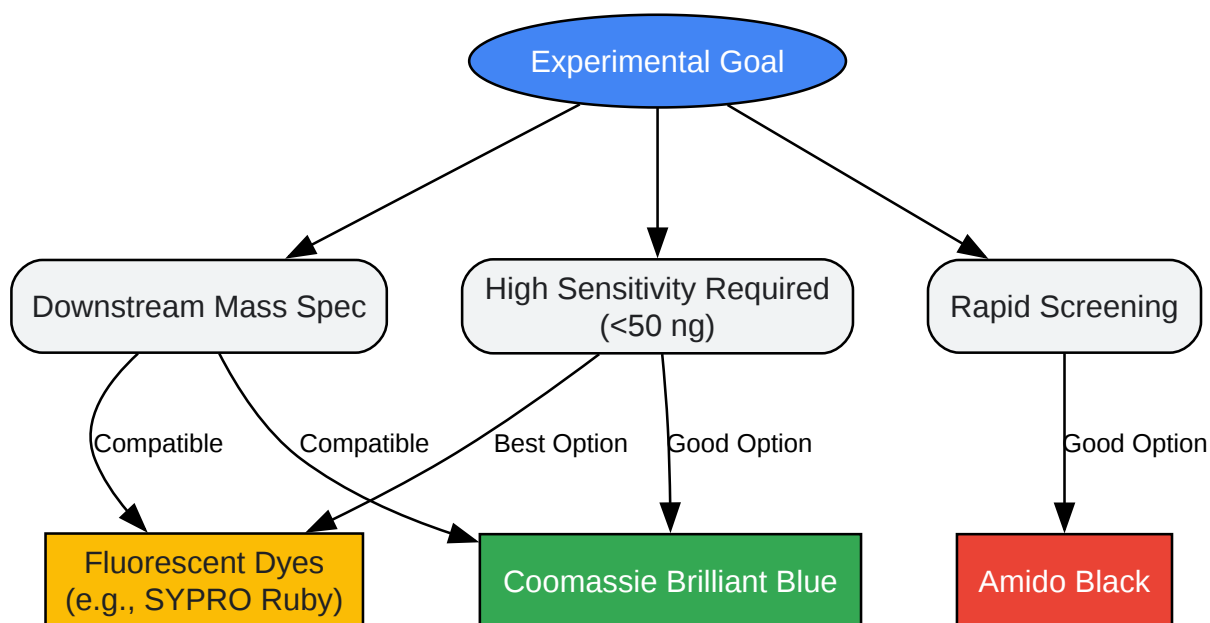 Experimental Goal
Downstream Mass Spec
High Sensitivity Required
(<50 ng)
Rapid Screening
Compatible
Compatible
Best Option
Good Option
Good Option
Fluorescent Dyes
(e.g., SYPRO Ruby)
Coomassie Brilliant Blue
Amido Black